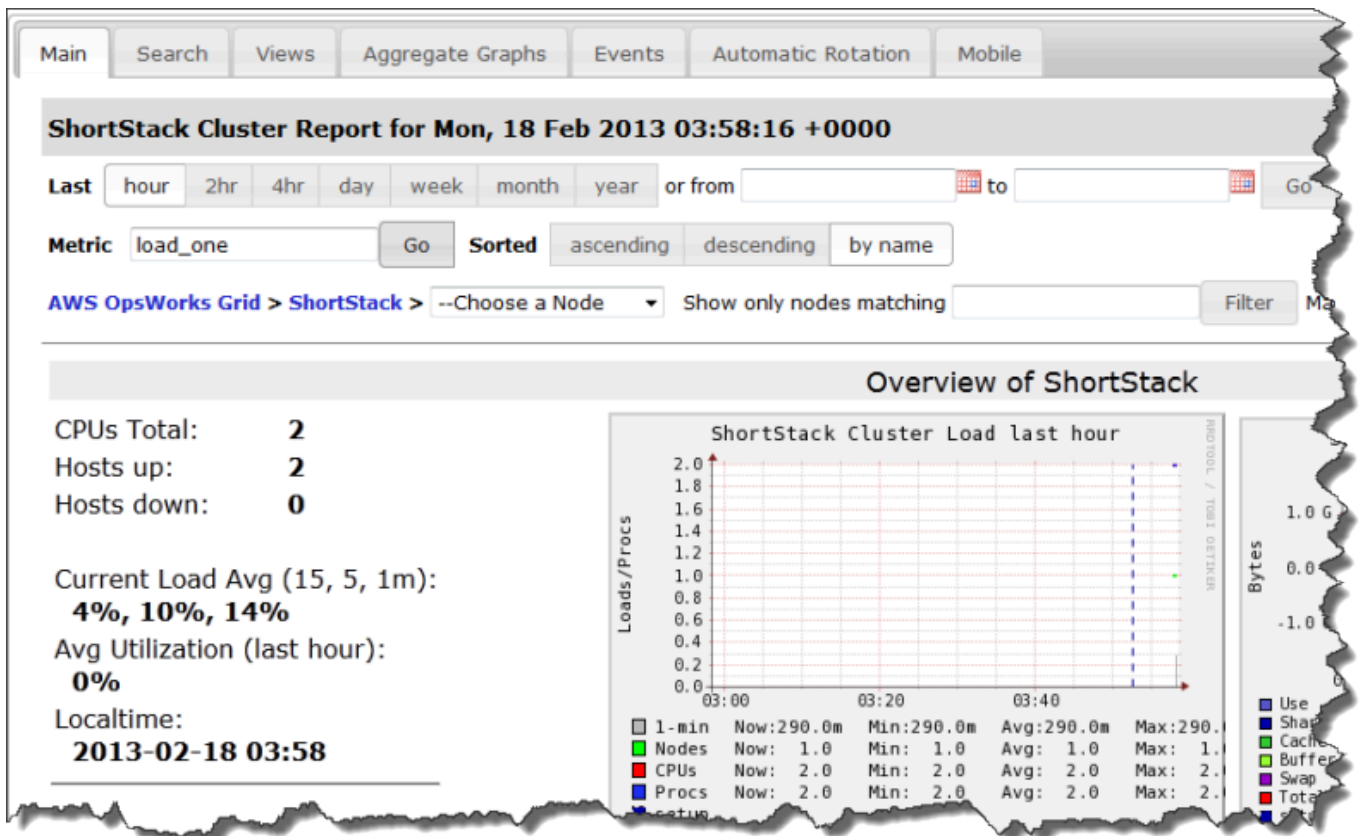 Main Search Views Aggregate Graphs Events Automatic Rotation Mobile
ShortStack Cluster Report for Mon, 18 Feb 2013 03:58:16 +0000
Last hour 2hr 4hr day week month year or from to Go
Metric load_one Go Sorted ascending descending by name
AWS OpsWorks Grid > ShortStack > --Choose a Node Show only nodes matching Filter Ma
Overview of ShortStack
CPUs Total: 2
Hosts up: 2
Hosts down: 0
Current Load Avg (15, 5, 1m):
4%, 10%, 14%
Avg Utilization (last hour):
0%
Localtime:
2013-02-18 03:58
ShortStack Cluster Load last hour
RRDTOOL / TOBI OETIKER
Loads/Procs
2.0
1.8
1.6
1.4
1.2
1.0
0.8
0.6
0.4
0.2
0.0
03:00 03:20 03:40
1-min Now:290.0m Min:290.0m Avg:290.0m Max:290.
Nodes Now: 1.0 Min: 1.0 Avg: 1.0 Max: 1.
CPUs Now: 2.0 Min: 2.0 Avg: 2.0 Max: 2.
Procs Now: 2.0 Min: 2.0 Avg: 2.0 Max: 2.
Bytes
1.0 G
0.0
-1.0
Use
Shar
Cache
Buffer
Swap
Tota